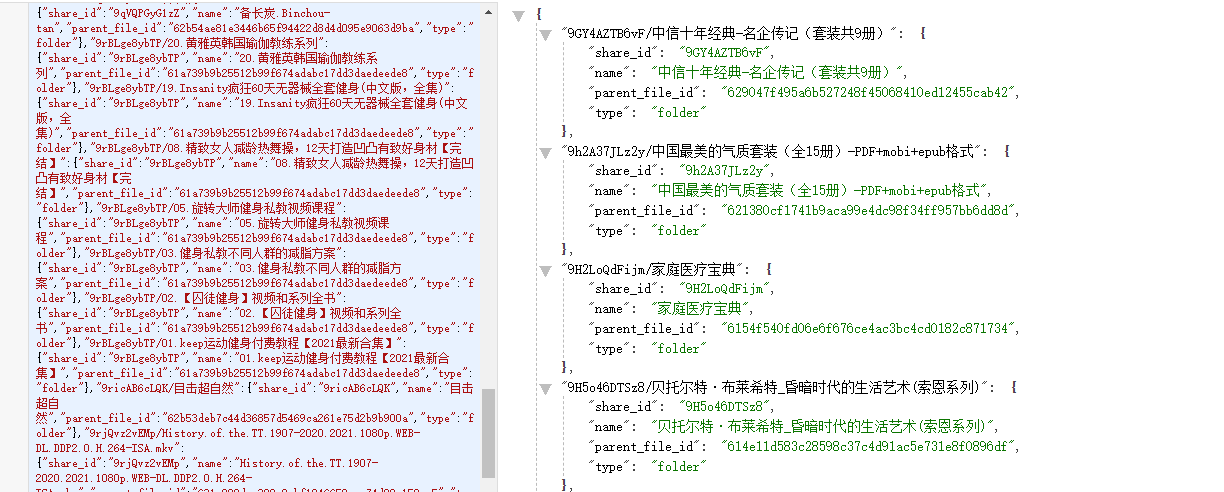 {"share_id":"9qVQPGyG1zZ","name":"备长炭.Binchou-
tan","parent_file_id":"62b54ae81e3446b65f94422d8d4d095e9063d9ba","type":"
folder"},"9rBLge8ybTP/20.黄雅英韩国瑜伽教练系列":
{"share_id":"9rBLge8ybTP","name":"20.黄雅英韩国瑜伽教练系
列","parent_file_id":"61a739b9b25512b99f674adabc17dd3daedeede8","type":"f
older"},"9rBLge8ybTP/19.Insanity疯狂60天无器械全套健身(中文版，全集)":
{"share_id":"9rBLge8ybTP","name":"19.Insanity疯狂60天无器械全套健身(中文
版，全
集)","parent_file_id":"61a739b9b25512b99f674adabc17dd3daedeede8","type":"
folder"},"9rBLge8ybTP/08.精致女人减龄热舞操，12天打造凹凸有致好身材【完
结】":{"share_id":"9rBLge8ybTP","name":"08.精致女人减龄热舞操，12天打造凹
凸有致好身材【完
结】","parent_file_id":"61a739b9b25512b99f674adabc17dd3daedeede8","type":
"folder"},"9rBLge8ybTP/05.旋转大师健身私教视频课程":
{"share_id":"9rBLge8ybTP","name":"05.旋转大师健身私教视频课
程","parent_file_id":"61a739b9b25512b99f674adabc17dd3daedeede8","type":"f
older"},"9rBLge8ybTP/03.健身私教不同人群的减脂方案":
{"share_id":"9rBLge8ybTP","name":"03.健身私教不同人群的减脂方
案","parent_file_id":"61a739b9b25512b99f674adabc17dd3daedeede8","type":"f
older"},"9rBLge8ybTP/02.【囚徒健身】视频和系列全书":
{"share_id":"9rBLge8ybTP","name":"02.【囚徒健身】视频和系列全
书","parent_file_id":"61a739b9b25512b99f674adabc17dd3daedeede8","type":"f
older"},"9rBLge8ybTP/01.keep运动健身付费教程【2021最新合集】":
{"share_id":"9rBLge8ybTP","name":"01.keep运动健身付费教程【2021最新合
集】","parent_file_id":"61a739b9b25512b99f674adabc17dd3daedeede8","type":
"folder"},"9ricAB6cLQK/目击超自然":{"share_id":"9ricAB6cLQK","name":"目击
超自
然","parent_file_id":"62b53deb7c44d36857d5469ca261e75d2b9b900a","type":"f
older"},"9rjQvz2vEMp/History.of.the.TT.1907-2020.2021.1080p.WEB-
DL.DDP2.0.H.264-ISA.mkv":
{"share_id":"9rjQvz2vEMp","name":"History.of.the.TT.1907-
2020.2021.1080p.WEB-DL.DDP2.0.H.264-
{
"9GY4AZTB6vF/中信十年经典-名企传记（套装共9册）": {
"share_id": "9GY4AZTB6vF",
"name": "中信十年经典-名企传记（套装共9册）",
"parent_file_id": "629047f495a6b527248f45068410ed12455cab42",
"type": "folder"
},
"9h2A37JLz2y/中国最美的气质套装（全15册）-PDF+mobi+epub格式": {
"share_id": "9h2A37JLz2y",
"name": "中国最美的气质套装（全15册）-PDF+mobi+epub格式",
"parent_file_id": "621380cf1741b9aca99e4dc98f34ff957bb6dd8d",
"type": "folder"
},
"9H2LoQdFijm/家庭医疗宝典": {
"share_id": "9H2LoQdFijm",
"name": "家庭医疗宝典",
"parent_file_id": "6154f540fd06e6f676ce4ac3bc4cd0182c871734",
"type": "folder"
},
"9H5o46DTSz8/贝托尔特·布莱希特_昏暗时代的生活艺术(索恩系列)": {
"share_id": "9H5o46DTSz8",
"name": "贝托尔特·布莱希特_昏暗时代的生活艺术(索恩系列)",
"parent_file_id": "614e11d583c28598c37c4d91ac5e731e8f0896df",
"type": "folder"
},